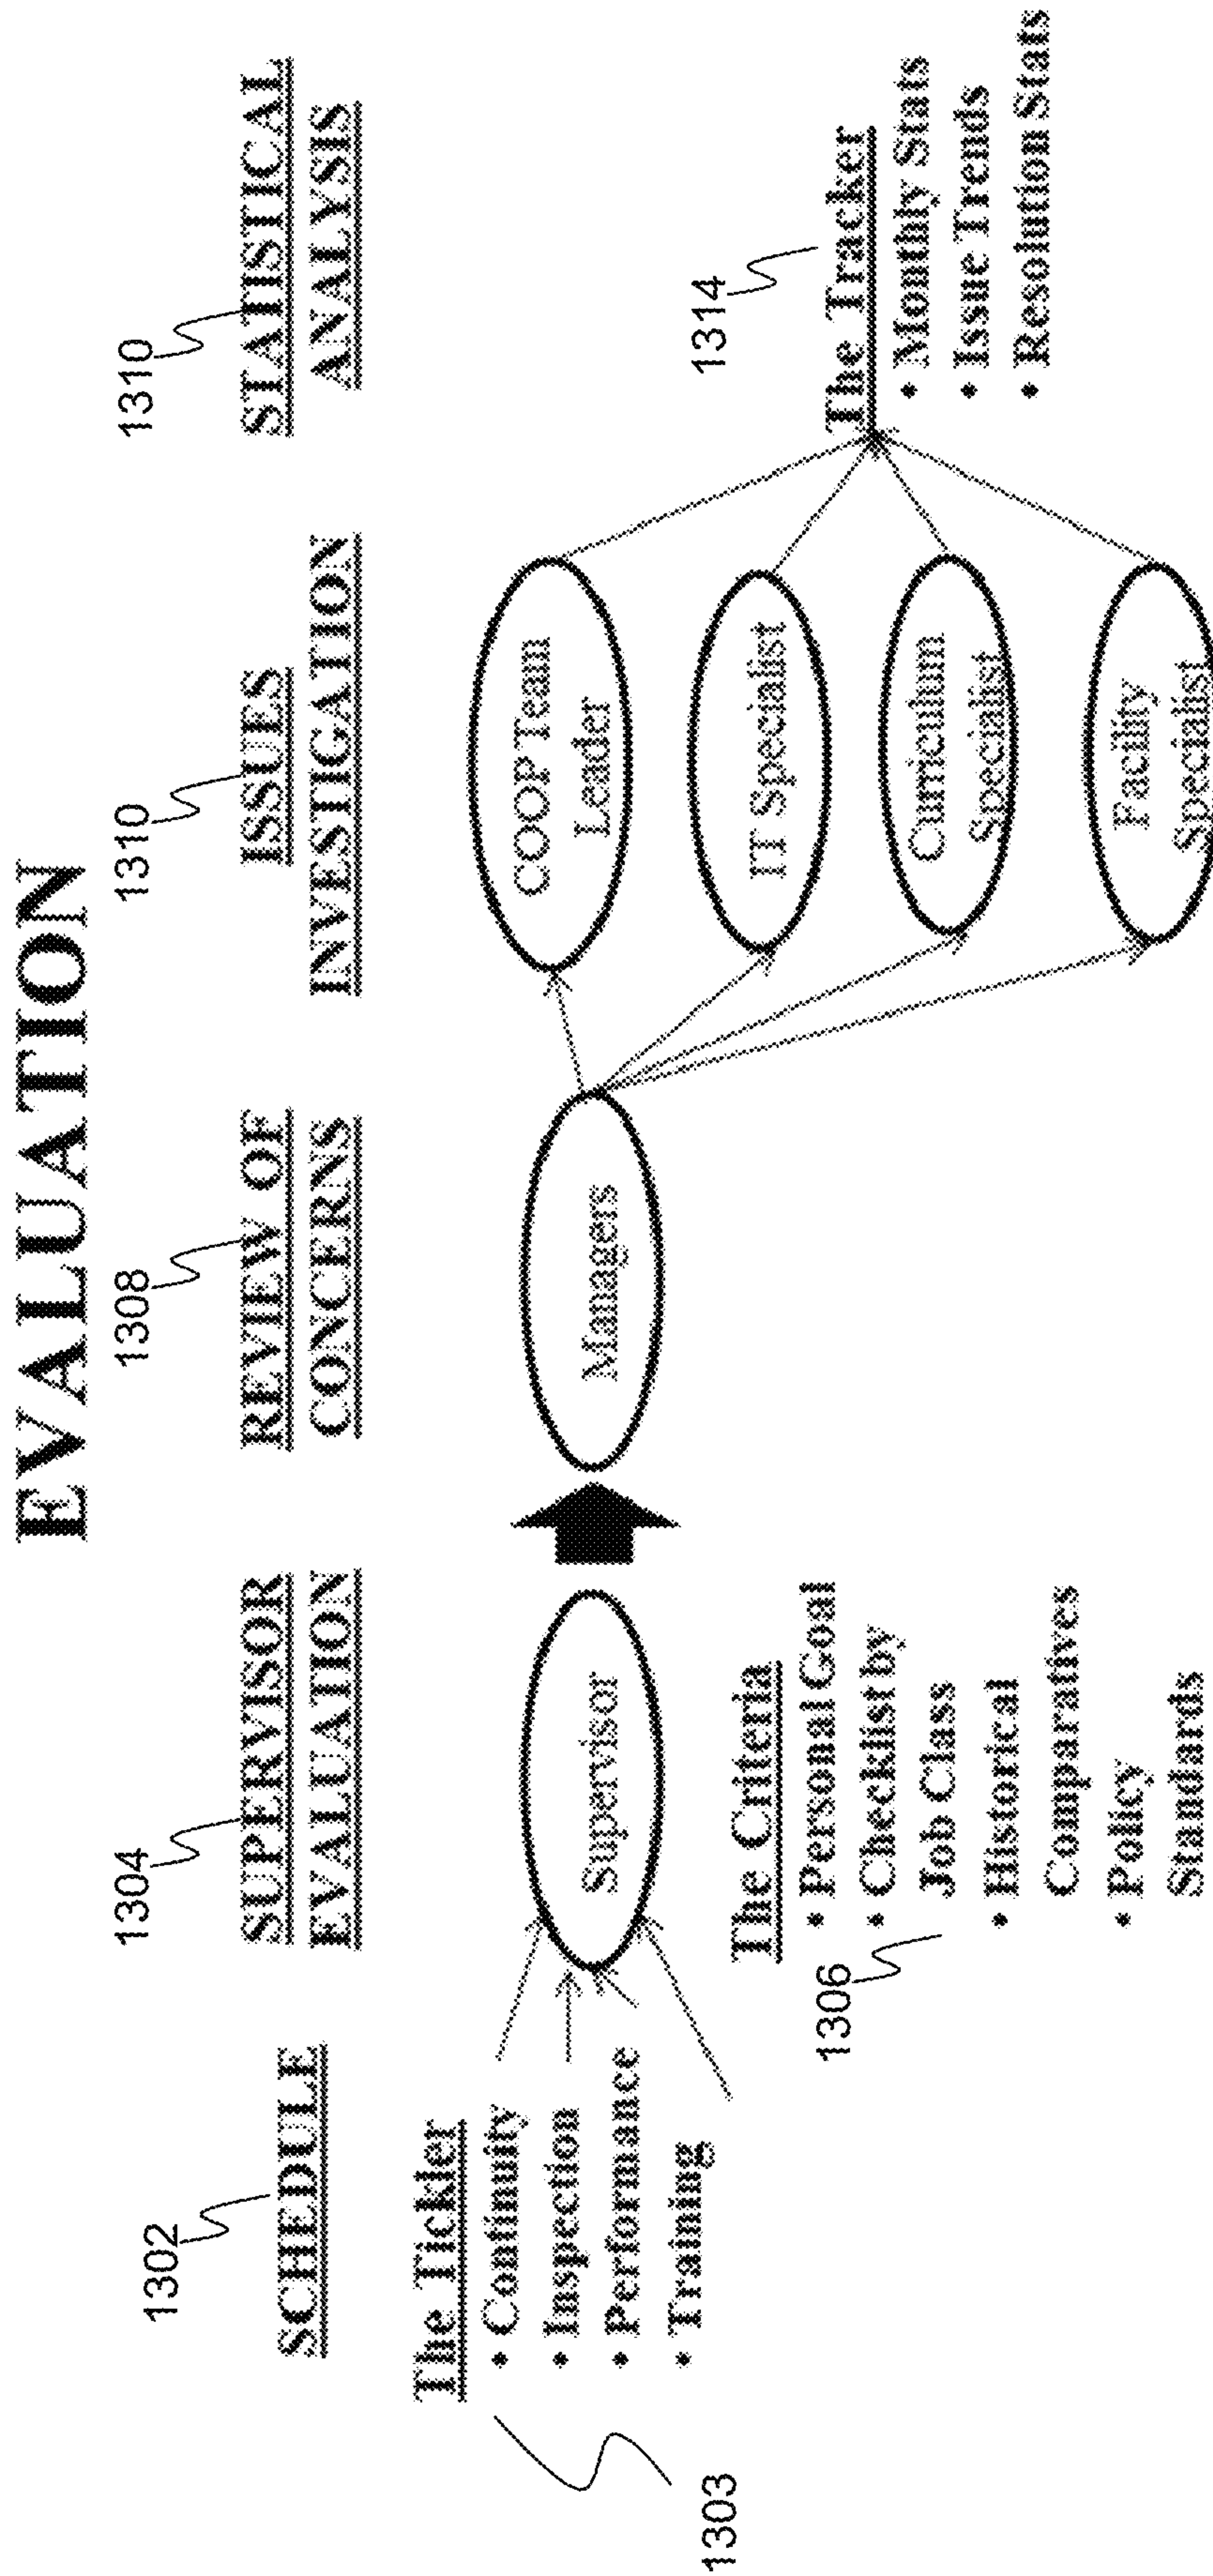 EVALUATION
1302
SCHEDULE
1303
The Tickler
• Continuity
• Inspection
• Performance
• Training
1304
SUPERVISOR
EVALUATION
Supervisor
The Criteria
• Personal Goal
• Checklist by
Job Class
• Historical
Comparatives
• Policy
Standards
1306
1308
REVIEW OF
CONCERNS
Managers
1310
ISSUES
INVESTIGATION
COOP Team
Leader
IT Specialist
Curriculum
Specialist
Facility
Specialist
1310
STATISTICAL
ANALYSIS
1314
The Tracker
• Monthly Stats
• Issue Trends
• Resolution Stats